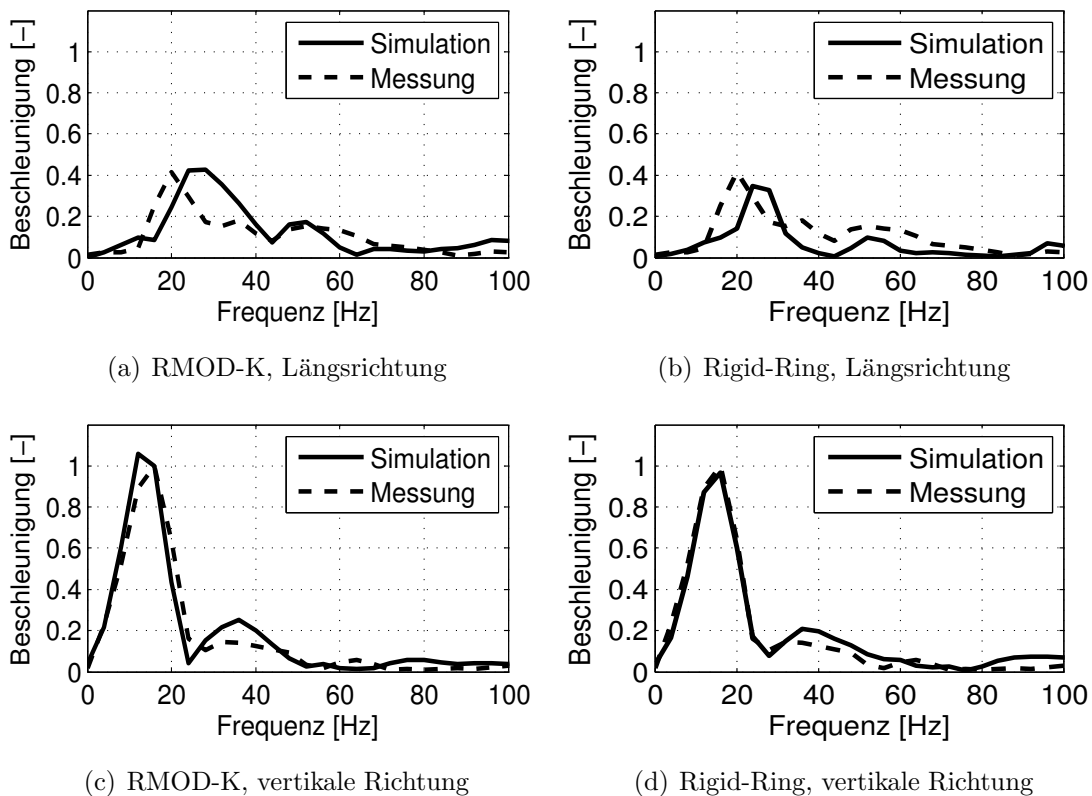 Beschleunigung [−]
1
0.8
0.6
0.4
0.2
0
Simulation
Messung
0 20 40 60 80 100
Frequenz [Hz]
(a) RMOD-K, Längsrichtung
Beschleunigung [−]
1
0.8
0.6
0.4
0.2
0
Simulation
Messung
0 20 40 60 80 100
Frequenz [Hz]
(b) Rigid-Ring, Längsrichtung
Beschleunigung [−]
1
0.8
0.6
0.4
0.2
0
Simulation
Messung
0 20 40 60 80 100
Frequenz [Hz]
(c) RMOD-K, vertikale Richtung
Beschleunigung [−]
1
0.8
0.6
0.4
0.2
0
Simulation
Messung
0 20 40 60 80 100
Frequenz [Hz]
(d) Rigid-Ring, vertikale Richtung